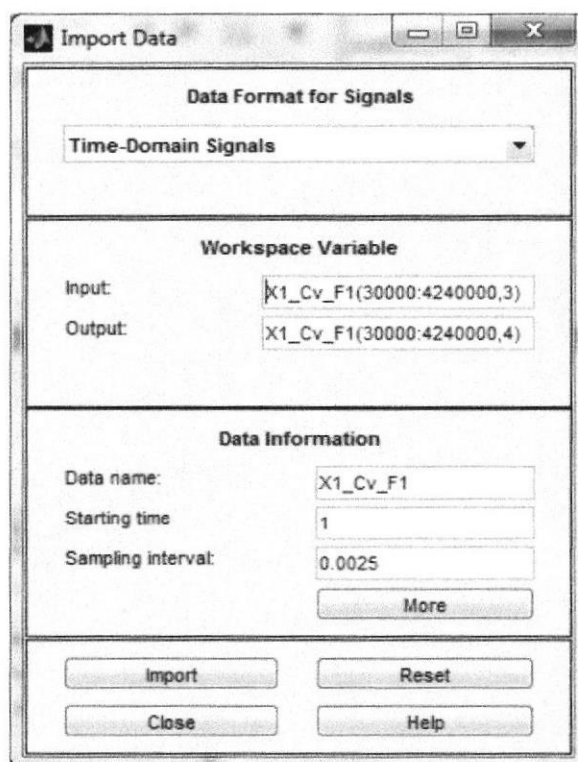 Import Data
Data Format for Signals
Time-Domain Signals
Workspace Variable
Input: X1_Cv_F1(30000:4240000,3)
Output: X1_Cv_F1(30000:4240000,4)
Data Information
Data name: X1_Cv_F1
Starting time 1
Sampling interval: 0.0025
More
Import Reset
Close Help